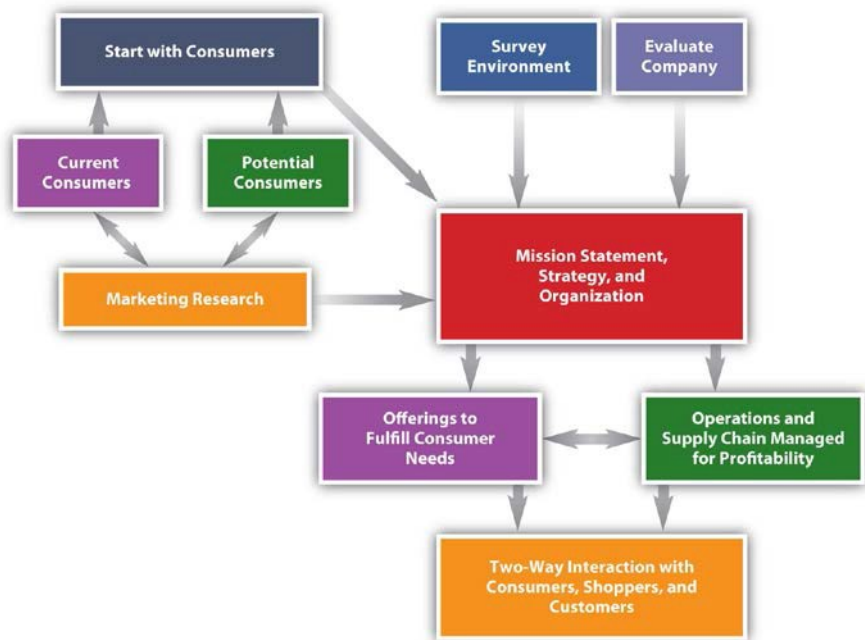 Start with Consumers
Survey
Environment
Evaluate
Company
Current
Consumers
Potential
Consumers
Marketing Research
Mission Statement,
Strategy, and
Organization
Offerings to
Fulfill Consumer
Needs
Operations and
Supply Chain Managed
for Profitability
Two-Way Interaction with
Consumers, Shoppers, and
Customers